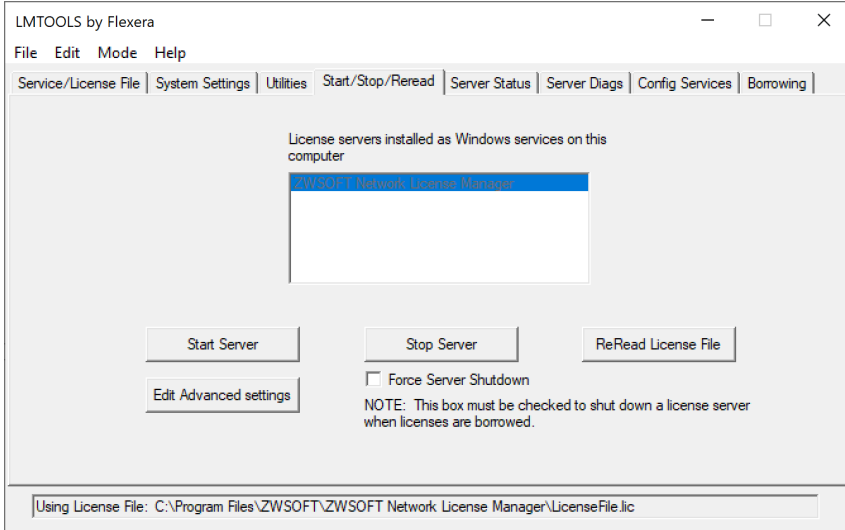 LMTOOLS by Flexera
File Edit Mode Help
Service/License File System Settings Utilities Start/Stop/Reread Server Status Server Diags Config Services Borrowing
License servers installed as Windows services on this
computer
ZWSOFT Network License Manager
Start Server Stop Server ReRead License File
Edit Advanced settings
Force Server Shutdown
NOTE: This box must be checked to shut down a license server
when licenses are borrowed.
Using License File: C:\Program Files\ZWSOFT\ZWSOFT Network License Manager\LicenseFile.lic